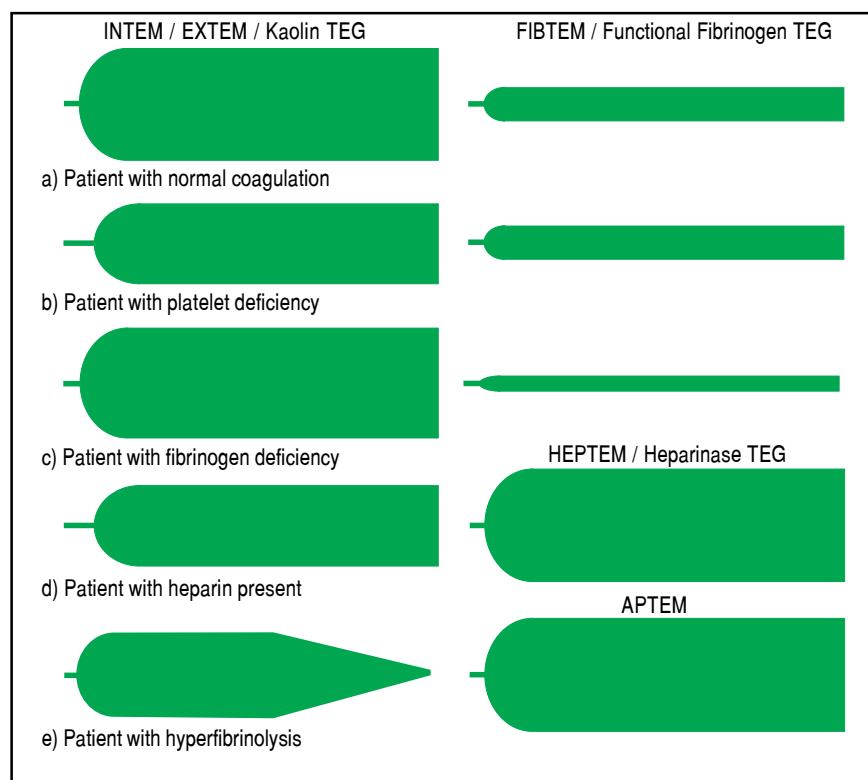 INTEM / EXTEM / Kaolin TEG
FIBTEM / Functional Fibrinogen TEG
a) Patient with normal coagulation
b) Patient with platelet deficiency
c) Patient with fibrinogen deficiency
HEPTEM / Heparinase TEG
d) Patient with heparin present
APTEM
e) Patient with hyperfibrinolysis